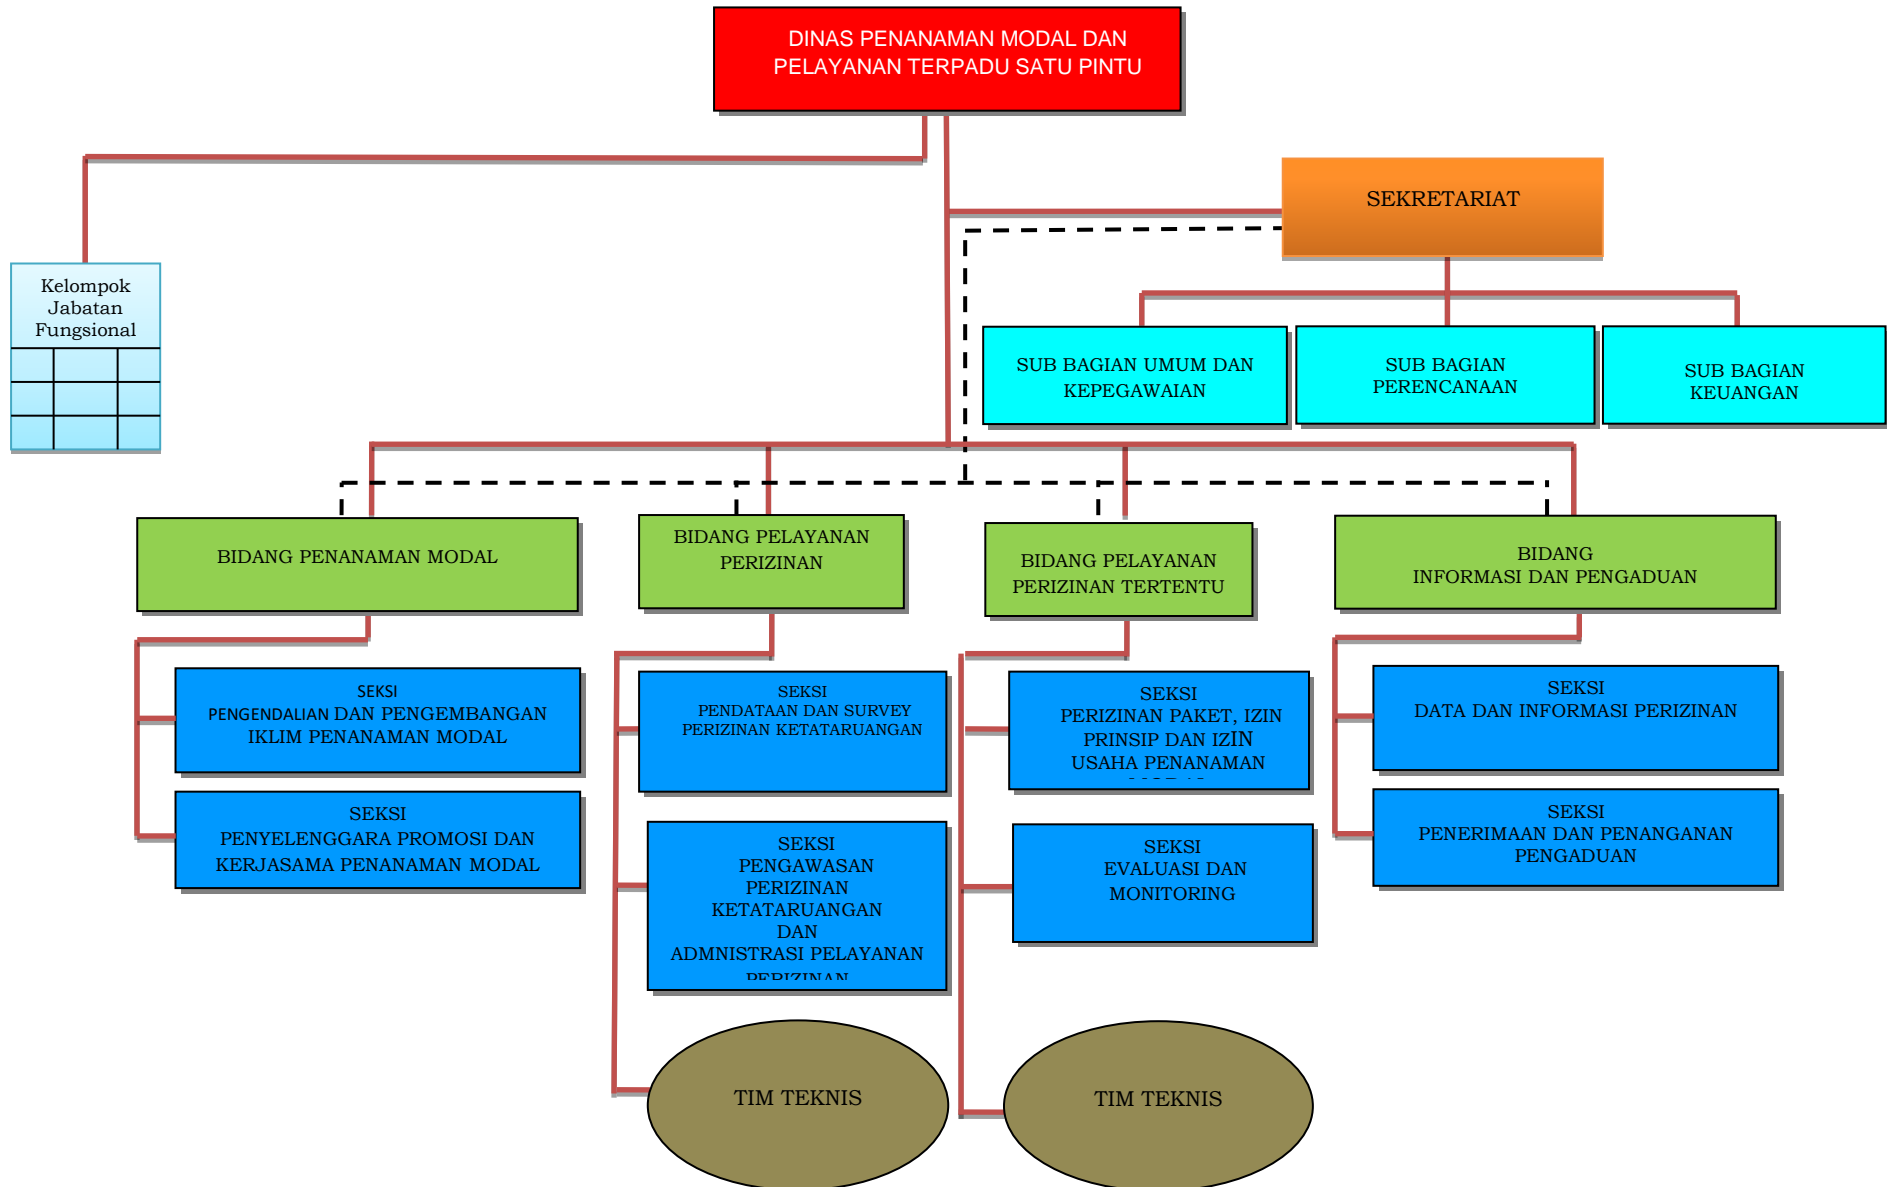 DINAS PENANAMAN MODAL DAN
PELAYANAN TERPADU SATU PINTU
SEKRETARIAT
Kelompok
Jabatan
Fungsional
SUB BAGIAN UMUM DAN
KEPEGAWAIAN
SUB BAGIAN
PERENCANAAN
SUB BAGIAN
KEUANGAN
BIDANG PENANAMAN MODAL
BIDANG PELAYANAN
PERIZINAN
BIDANG PELAYANAN
PERIZINAN TERTENTU
BIDANG
INFORMASI DAN PENGADUAN
SEKSI
PENGENDALIAN DAN PENGEMBANGAN
IKLIM PENANAMAN MODAL
SEKSI
PENYELENGGARA PROMOSI DAN
KERJASAMA PENANAMAN MODAL
SEKSI
PENDATAAN DAN SURVEY
PERIZINAN KETATARUANGAN
SEKSI
PENGAWASAN
PERIZINAN
KETATARUANGAN
DAN
ADMNISTRASI PELAYANAN
PERIZINAN
TIM TEKNIS
SEKSI
PERIZINAN PAKET, IZIN
PRINSIP DAN IZIN
USAHA PENANAMAN
SEKSI
EVALUASI DAN
MONITORING
TIM TEKNIS
SEKSI
DATA DAN INFORMASI PERIZINAN
SEKSI
PENERIMAAN DAN PENANGANAN
PENGADUAN